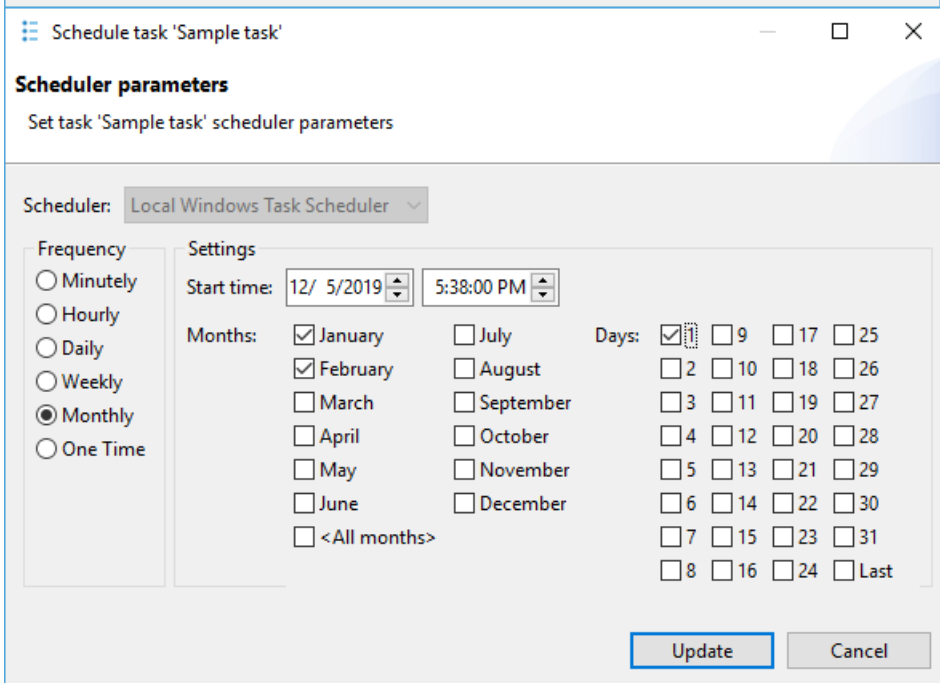 Schedule task 'Sample task'
Scheduler parameters
Set task 'Sample task' scheduler parameters
Scheduler: Local Windows Task Scheduler
Frequency
Minutely
Hourly
Daily
Weekly
Monthly
One Time
Settings
Start time: 12/ 5/2019 5:38:00 PM
Months: January July Days: 1 9 17 25
February August 2 10 18 26
March September 3 11 19 27
April October 4 12 20 28
May November 5 13 21 29
June December 6 14 22 30
<All months> 7 15 23 31
8 16 24 Last
Update Cancel